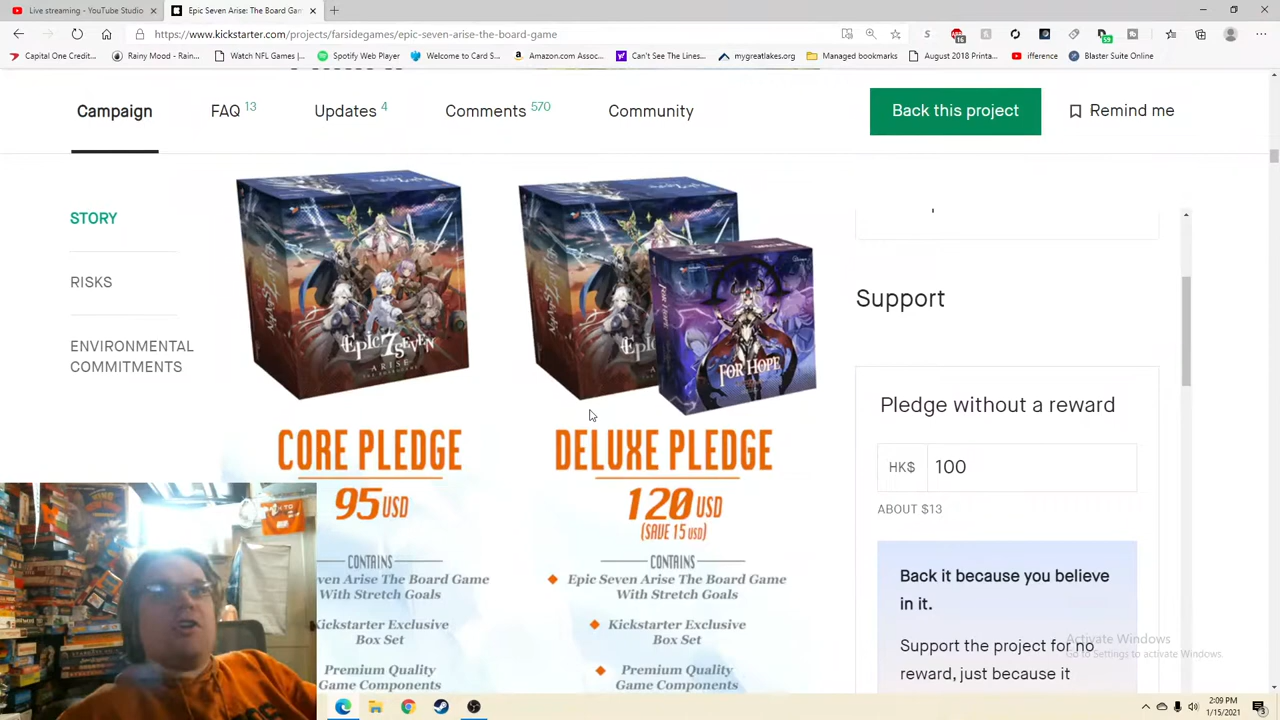 Live streaming - YouTube Studio
Epic Seven Arise: The Board Gam
https://www.kickstarter.com/projects/farsidegames/epic-seven-arise-the-board-game
Capital One Credit...
Rainy Mood - Rain...
Watch NFL Games |...
Spotify Web Player
Welcome to Card S...
Amazon.com Assoc...
Can't See The Lines...
mygreatlakes.org
Managed bookmarks
August 2018 Printa...
ifference
Blaster Suite Online
Campaign
FAQ 13
Updates 4
Comments 570
Community
Back this project
Remind me
STORY
RISKS
ENVIRONMENTAL
COMMITMENTS
Epic7Seven
ARISE
FOR HOPE
CORE PLEDGE
95 USD
CONTAINS
ven Arise The Board Game
With Stretch Goals
Kickstarter Exclusive
Box Set
Premium Quality
Game Components
DELUXE PLEDGE
120 USD
(SAVE 15 USD)
CONTAINS
Epic Seven Arise The Board Game
With Stretch Goals
Kickstarter Exclusive
Box Set
Premium Quality
Game Components
Support
Pledge without a reward
HK$ 100
ABOUT $13
Back it because you believe
in it.
Support the project for no
reward, just because it
Activate Windows
Go to Settings to activate Windows.
2:09 PM
1/15/2021